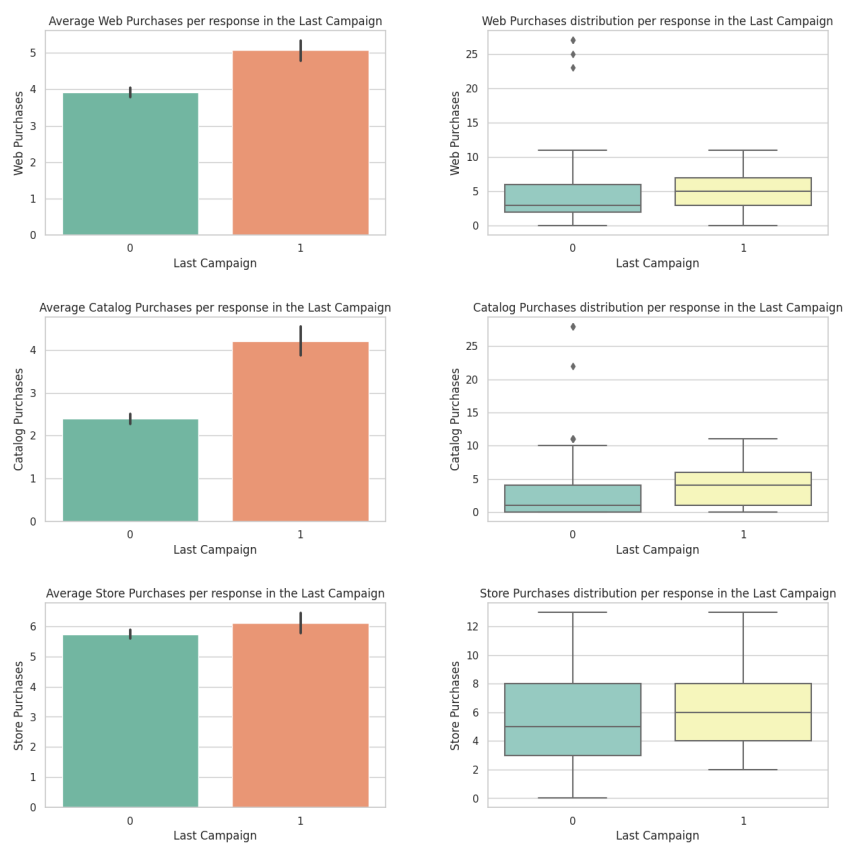 Average Web Purchases per response in the Last Campaign
5
4
3
2
1
0
Web Purchases
0 1
Last Campaign
Web Purchases distribution per response in the Last Campaign
25
20
15
10
5
0
Web Purchases
0 1
Last Campaign
Average Catalog Purchases per response in the Last Campaign
4
3
2
1
0
Catalog Purchases
0 1
Last Campaign
Catalog Purchases distribution per response in the Last Campaign
25
20
15
10
5
0
Catalog Purchases
0 1
Last Campaign
Average Store Purchases per response in the Last Campaign
6
5
4
3
2
1
0
Store Purchases
0 1
Last Campaign
Store Purchases distribution per response in the Last Campaign
12
10
8
6
4
2
0
Store Purchases
0 1
Last Campaign